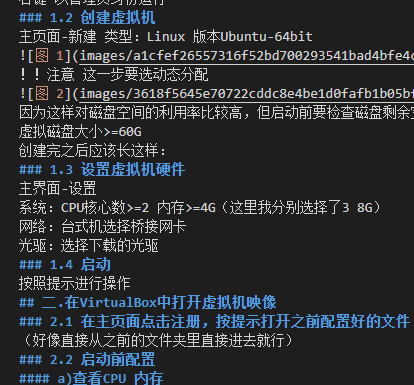 右键 以管理员身份运行
### 1.2 创建虚拟机
主页面-新建 类型：Linux 版本Ubuntu-64bit
![图 1](images/a1cfef26557316f52bd700293541bad4bfe4c
！！注意 这一步要选动态分配
![图 2](images/3618f5645e70722cddc8e4be1d0fafb1b05bf
因为这样对磁盘空间的利用率比较高，但启动前要检查磁盘剩余空
虚拟磁盘大小>=60G
创建完之后应该长这样：
### 1.3 设置虚拟机硬件
主界面-设置
系统：CPU核心数>=2 内存>=4G（这里我分别选择了3 8G）
网络：台式机选择桥接网卡
光驱：选择下载的光驱
### 1.4 启动
按照提示进行操作
## 二.在VirtualBox中打开虚拟机映像
### 2.1 在主页面点击注册，按提示打开之前配置好的文件
（好像直接从之前的文件夹里直接进去就行）
### 2.2 启动前配置
#### a)查看CPU 内存